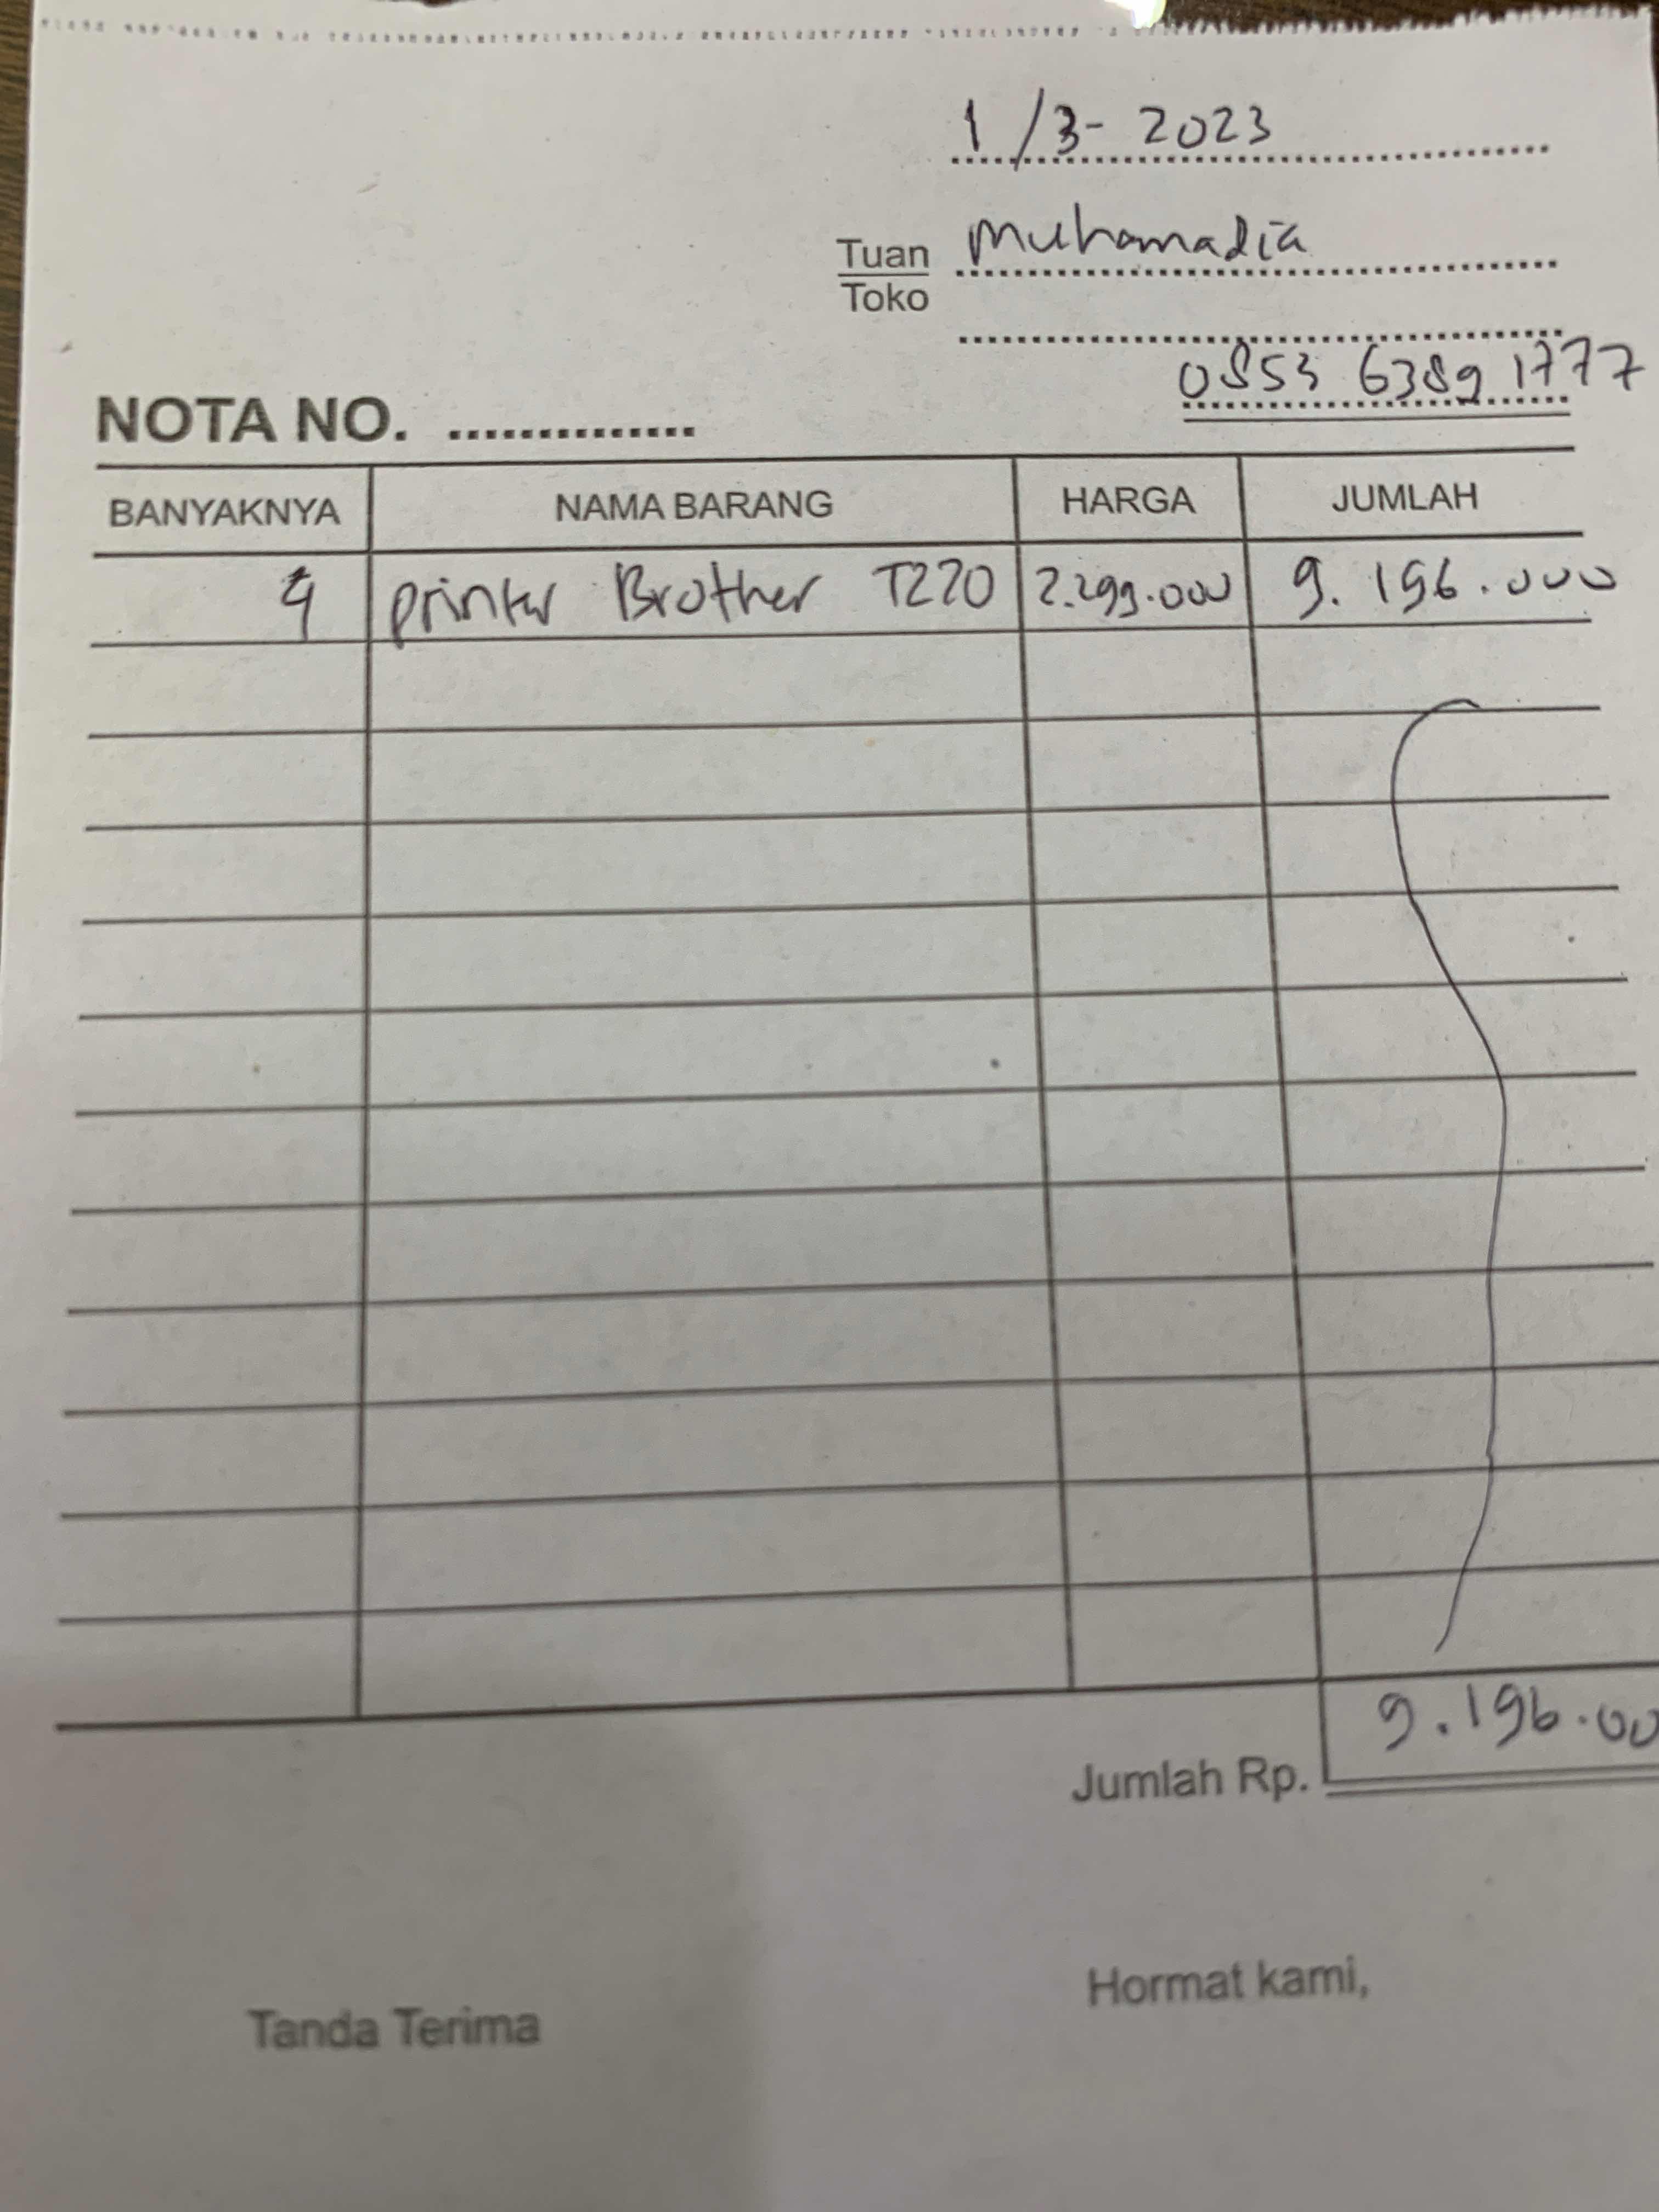 1/3-2023
Tuan Muhamadia
Toko
0853 6389 1777
NOTA NO. ..............
BANYAKNYA NAMA BARANG HARGA JUMLAH
4 printer Brother T220 2.299.000 9.196.000
Jumlah Rp. 9.196.00
Tanda Terima Hormat kami,